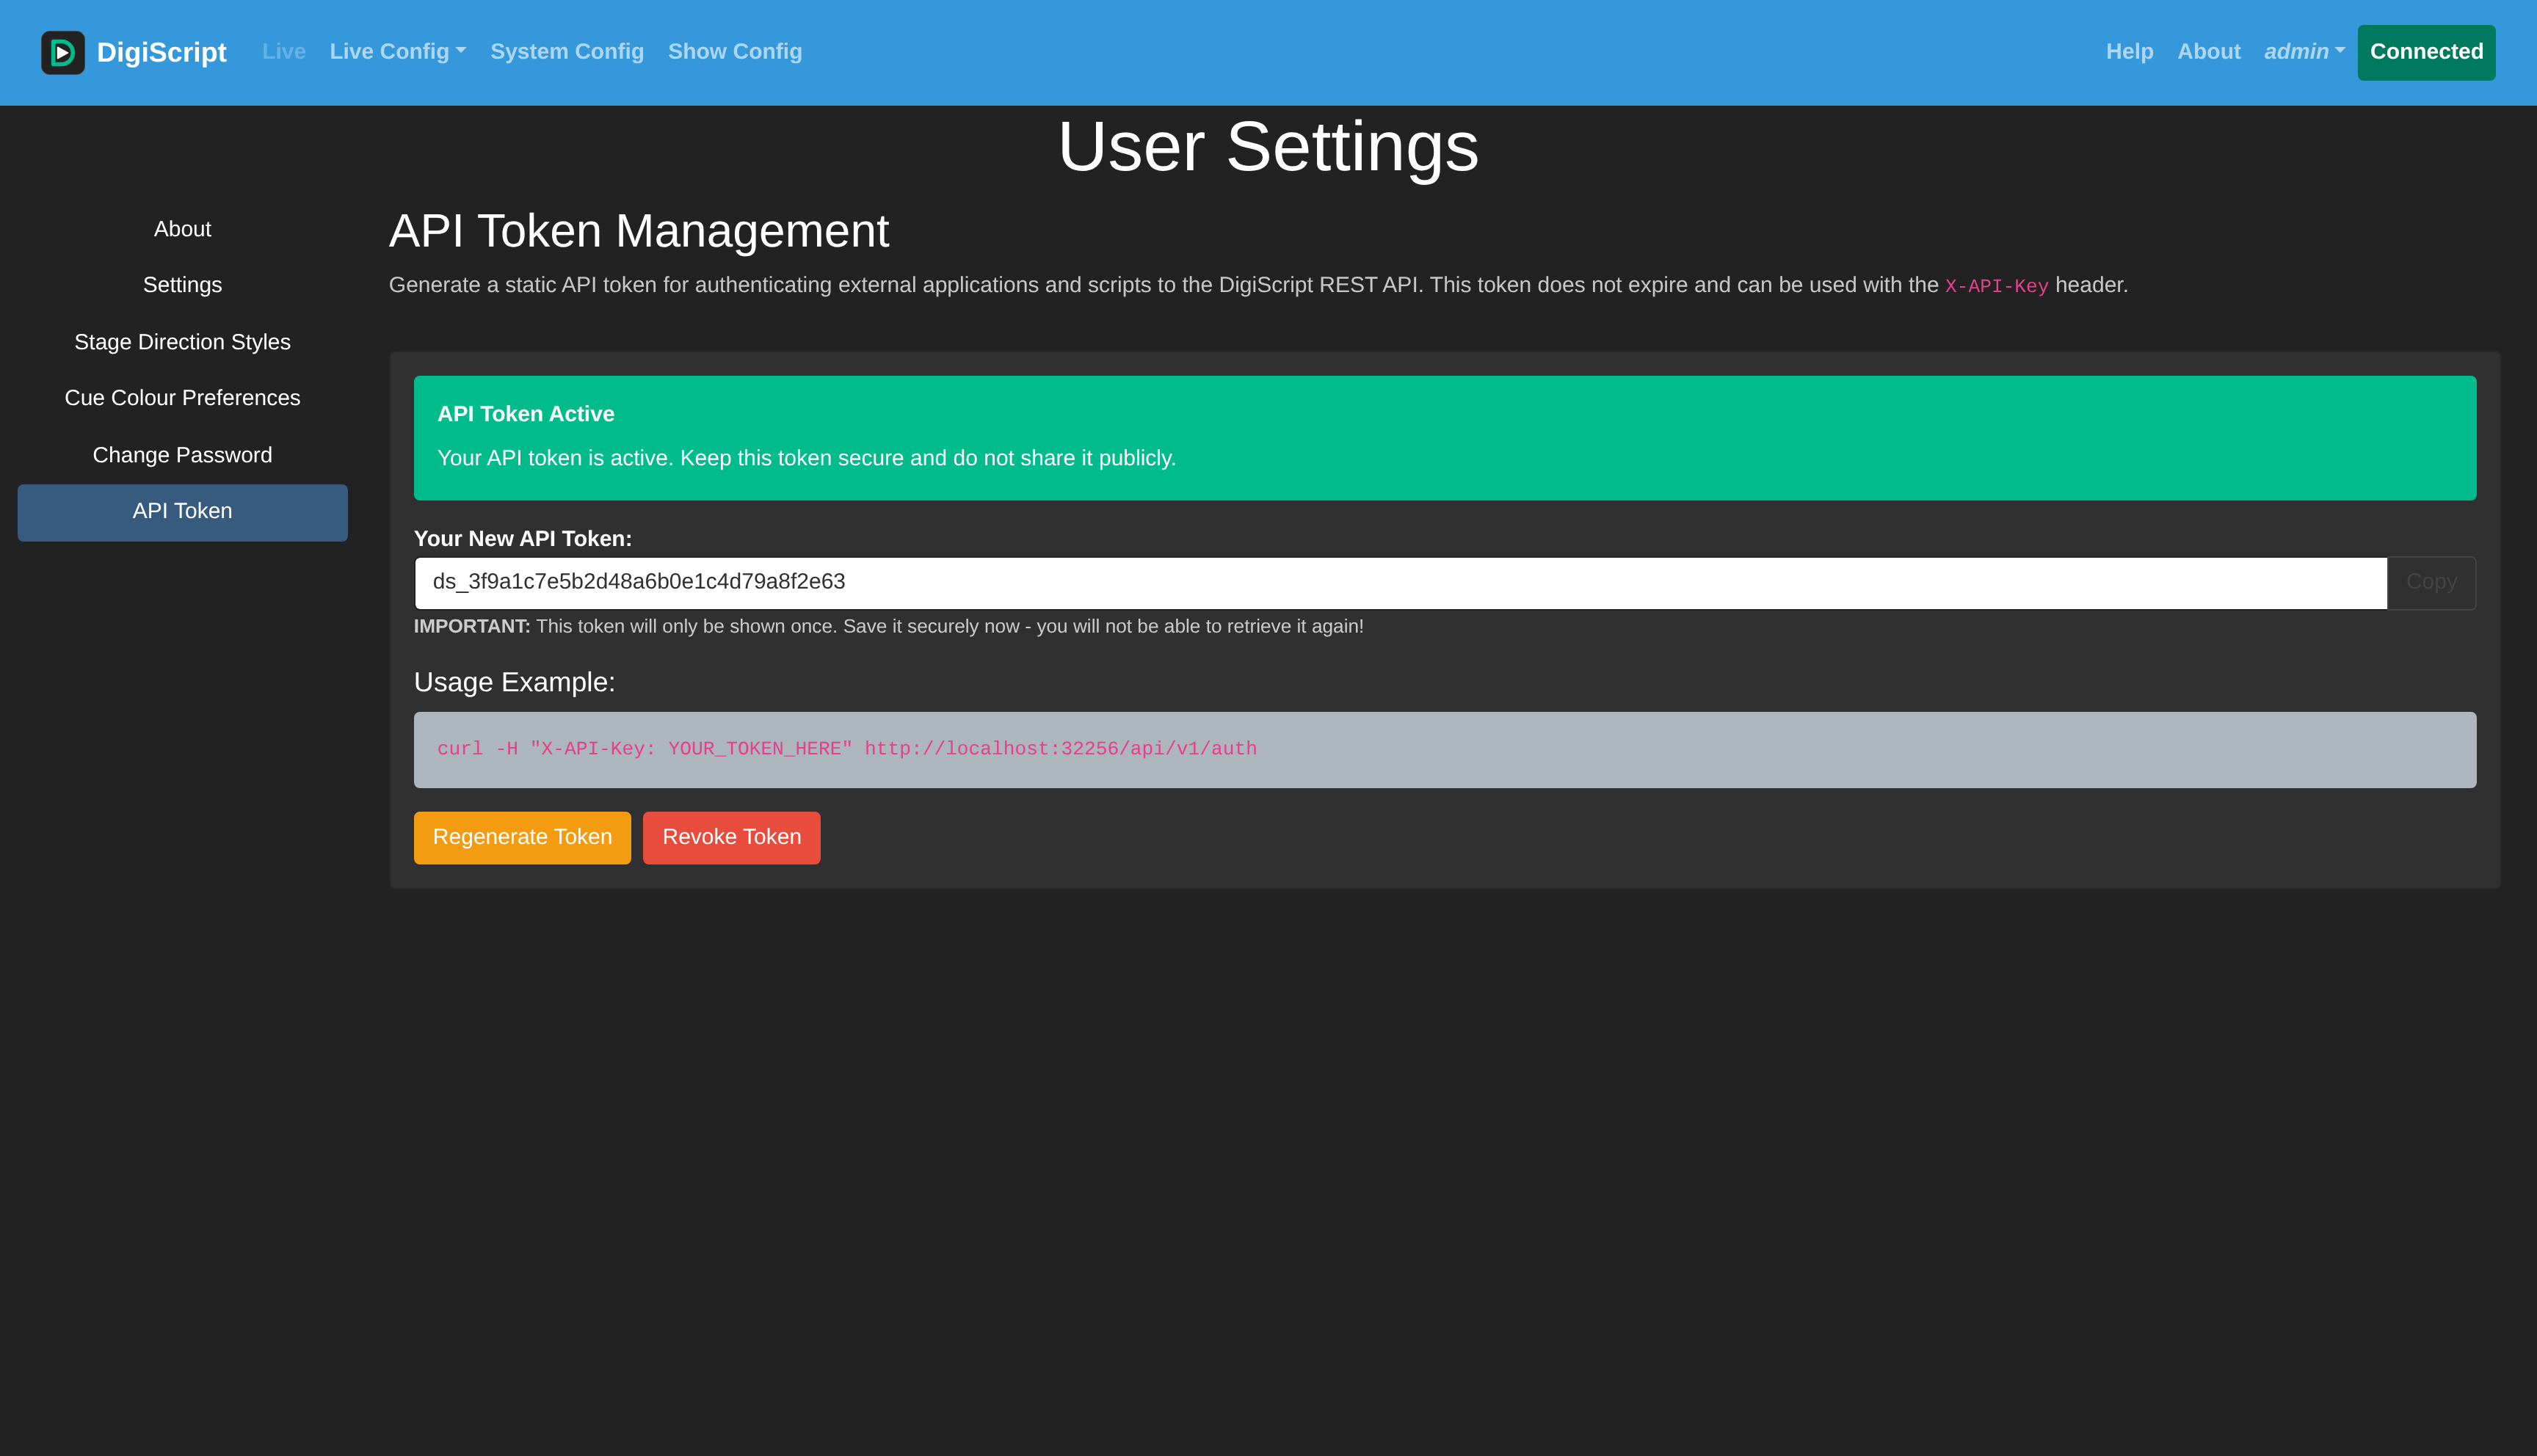 DigiScript Live Live Config System Config Show Config Help About admin Connected
User Settings
About
Settings
Stage Direction Styles
Cue Colour Preferences
Change Password
API Token
API Token Management
Generate a static API token for authenticating external applications and scripts to the DigiScript REST API. This token does not expire and can be used with the X-API-Key header.
API Token Active
Your API token is active. Keep this token secure and do not share it publicly.
Your New API Token:
ds_3f9a1c7e5b2d48a6b0e1c4d79a8f2e63 Copy
IMPORTANT: This token will only be shown once. Save it securely now - you will not be able to retrieve it again!
Usage Example:
curl -H "X-API-Key: YOUR_TOKEN_HERE" http://localhost:32256/api/v1/auth
Regenerate Token Revoke Token